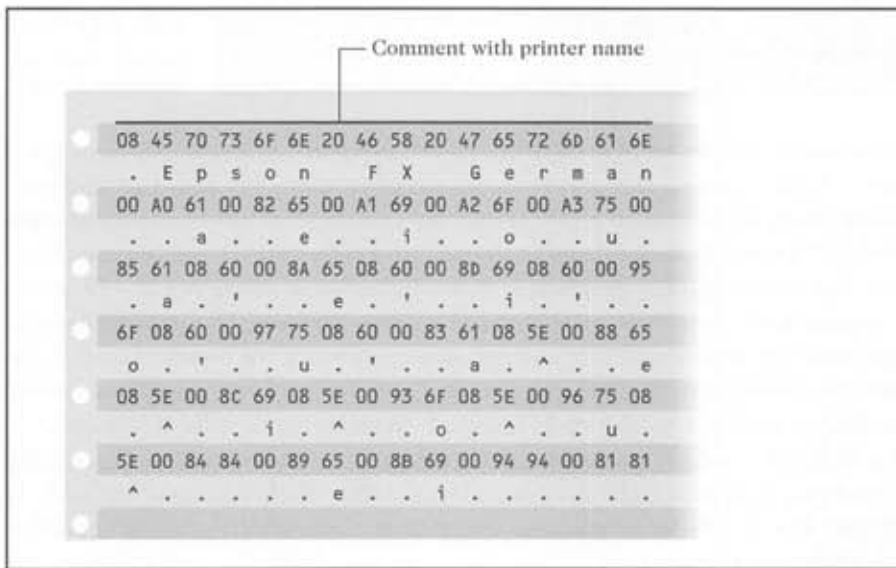 Comment with printer name
08 45 70 73 6F 6E 20 46 58 20 47 65 72 6D 61 6E
. E p s o n F X G e r m a n
00 A0 61 00 82 65 00 A1 69 00 A2 6F 00 A3 75 00
. . a . . e . . i . . o . . u .
85 61 08 60 00 8A 65 08 60 00 8D 69 08 60 00 95
. a . ' . . e . ' . . i . ' . .
6F 08 60 00 97 75 08 60 00 83 61 08 5E 00 88 65
o . ' . . u . ' . . a . ^ . . e
08 5E 00 8C 69 08 5E 00 93 6F 08 5E 00 96 75 08
. ^ . . i . ^ . . o . ^ . . u .
5E 00 84 84 00 89 65 00 8B 69 00 94 94 00 81 81
^ . . . . . e . . i . . . . . .